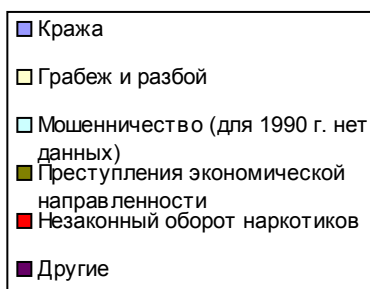 Кража
Грабеж и разбой
Мошенничество (для 1990 г. нет
данных)
Преступления экономической
направленности
Незаконный оборот наркотиков
Другие